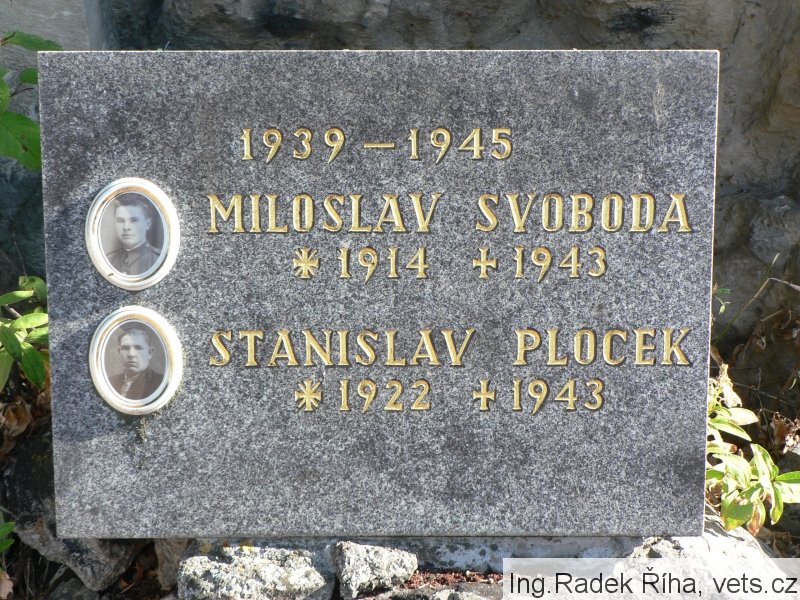 1939 – 1945
MILOSLAV SVOBODA
* 1914 + 1943
STANISLAV PLOCEK
* 1922 + 1943
Ing.Radek Říha, vets.cz